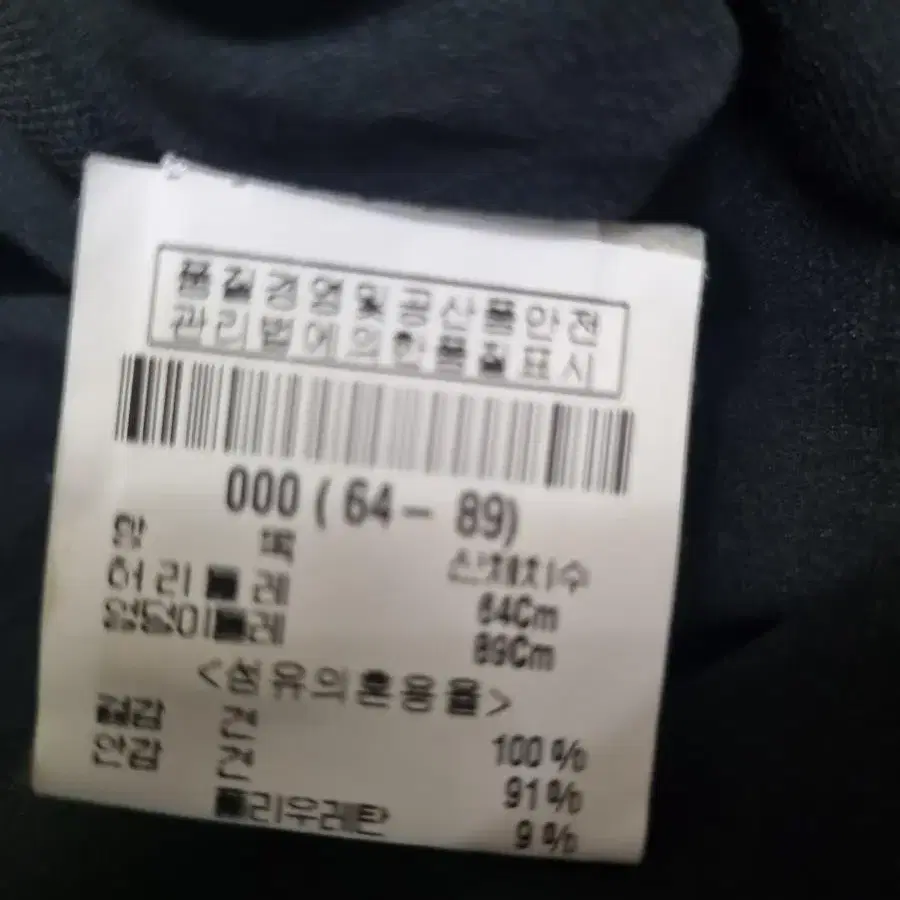 품질경영 및 공산품안전
관리법에 의한 품질표시
000 ( 64 - 89)
신체치수
허리둘레 64Cm
엉덩이둘레 89Cm
<섬유의혼용율>
겉감 견 100 %
안감 견 91 %
폴리우레탄 9 %